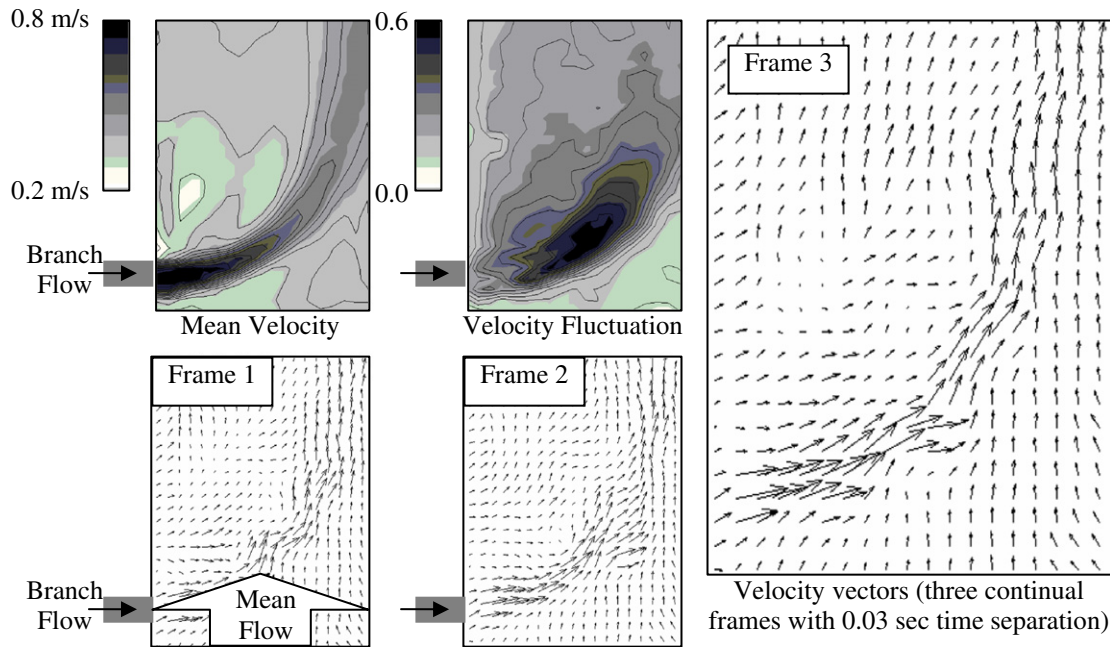 0.8 m/s
0.2 m/s
0.6
0.0
Frame 3
Branch
Flow
Mean Velocity
Velocity Fluctuation
Frame 1
Frame 2
Branch
Flow
Mean
Flow
Velocity vectors (three continual
frames with 0.03 sec time separation)